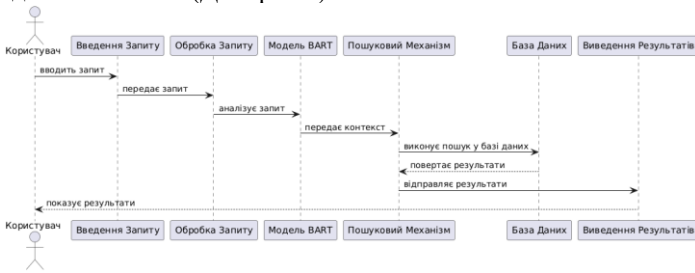 Користувач
Введення Запиту
Обробка Запиту
Модель BART
Пошуковий Механізм
База Даних
Виведення Результатів
вводить запит
передає запит
аналізує запит
передає контекст
виконує пошук у базі даних
повертає результати
відправляє результати
показує результати
Користувач
Введення Запиту
Обробка Запиту
Модель BART
Пошуковий Механізм
База Даних
Виведення Результатів